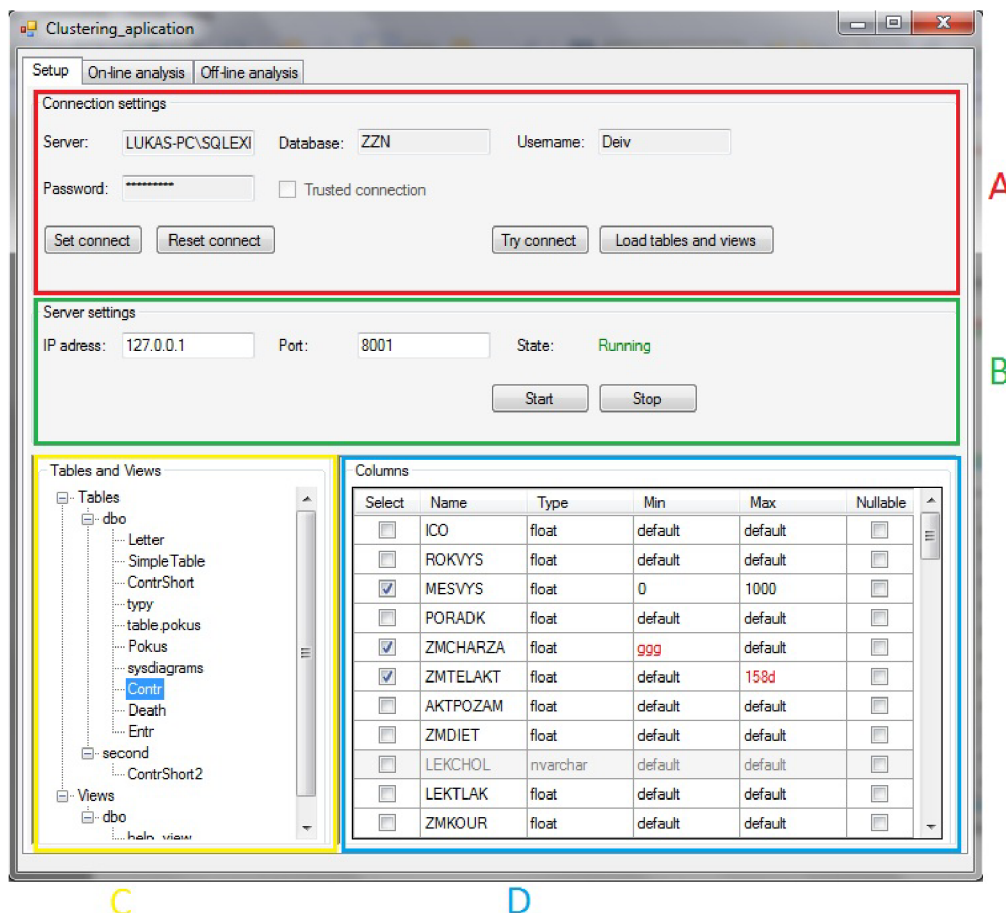 Clustering_aplication
Setup On-line analysis Off-line analysis
Connection settings
Server: LUKAS-PC\SQLEXI Database: ZZN Username: Deiv
Password: ********* Trusted connection
A
Set connect Reset connect Try connect Load tables and views
Server settings
IP adress: 127.0.0.1 Port: 8001 State: Running
B
Start Stop
Tables and Views
Tables
dbo
Letter
SimpleTable
ContrShort
typy
table.pokus
Pokus
sysdiagrams
Contr
Death
Entr
second
ContrShort2
Views
dbo
help_view
Columns
Select Name Type Min Max Nullable
ICO float default default
ROKVYS float default default
MESVYS float 0 1000
PORADK float default default
ZMCHARZA float ggg default
ZMTELAKT float default 158d
AKTPOZAM float default default
ZMDIET float default default
LEKCHOL nvarchar default default
LEKTLAK float default default
ZMKOUR float default default
C D